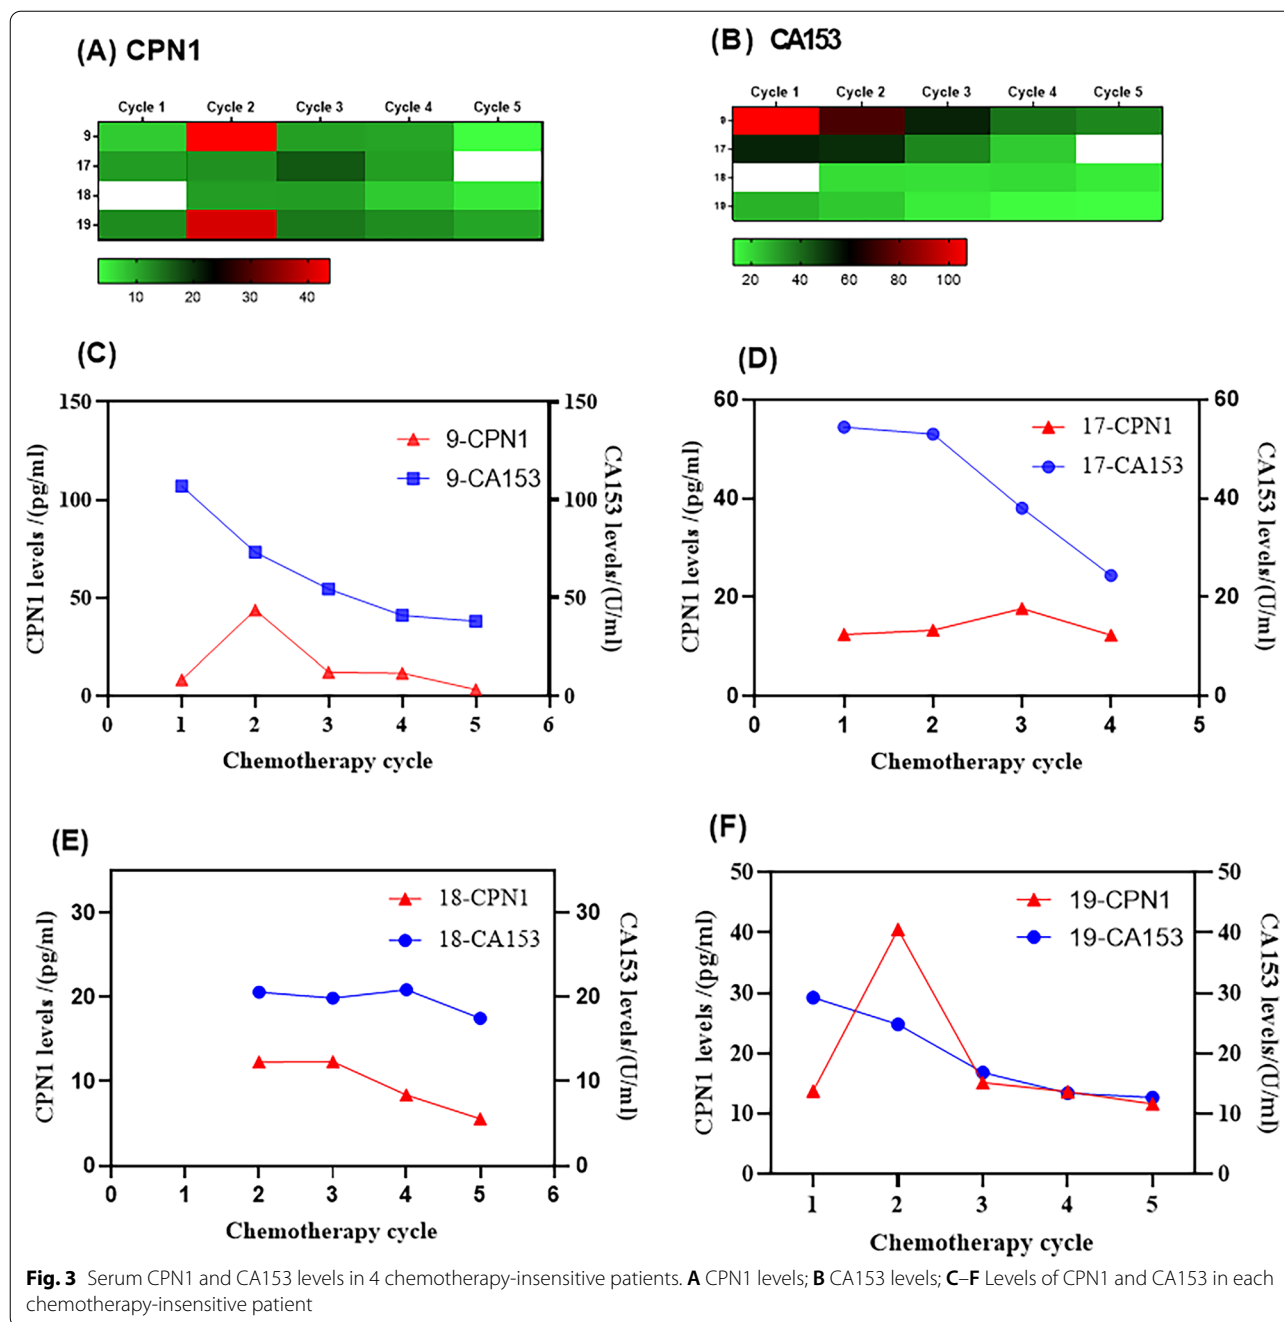 (A) CPN1
Cycle 1 Cycle 2 Cycle 3 Cycle 4 Cycle 5
9
17
18
19
10 20 30 40
(B) CA153
Cycle 1 Cycle 2 Cycle 3 Cycle 4 Cycle 5
9
17
18
19
20 40 60 80 100
(C)
CPN1 levels /(pg/ml)
150
100
50
0
9-CPN1
9-CA153
150
100
50
0
CA153 levels/(U/ml)
0 1 2 3 4 5 6
Chemotherapy cycle
(D)
CPN1 levels /(pg/ml)
60
40
20
0
17-CPN1
17-CA153
60
40
20
0
CA153 levels/(U/ml)
0 1 2 3 4 5
Chemotherapy cycle
(E)
CPN1 levels /(pg/ml)
30
20
10
0
18-CPN1
18-CA153
30
20
10
0
CA153 levels/(U/ml)
0 1 2 3 4 5 6
Chemotherapy cycle
(F)
CPN1 levels /(pg/ml)
50
40
30
20
10
0
19-CPN1
19-CA153
50
40
30
20
10
0
CA153 levels/(U/ml)
1 2 3 4 5
Chemotherapy cycle
Fig. 3 Serum CPN1 and CA153 levels in 4 chemotherapy-insensitive patients. A CPN1 levels; B CA153 levels; C–F Levels of CPN1 and CA153 in each
chemotherapy-insensitive patient